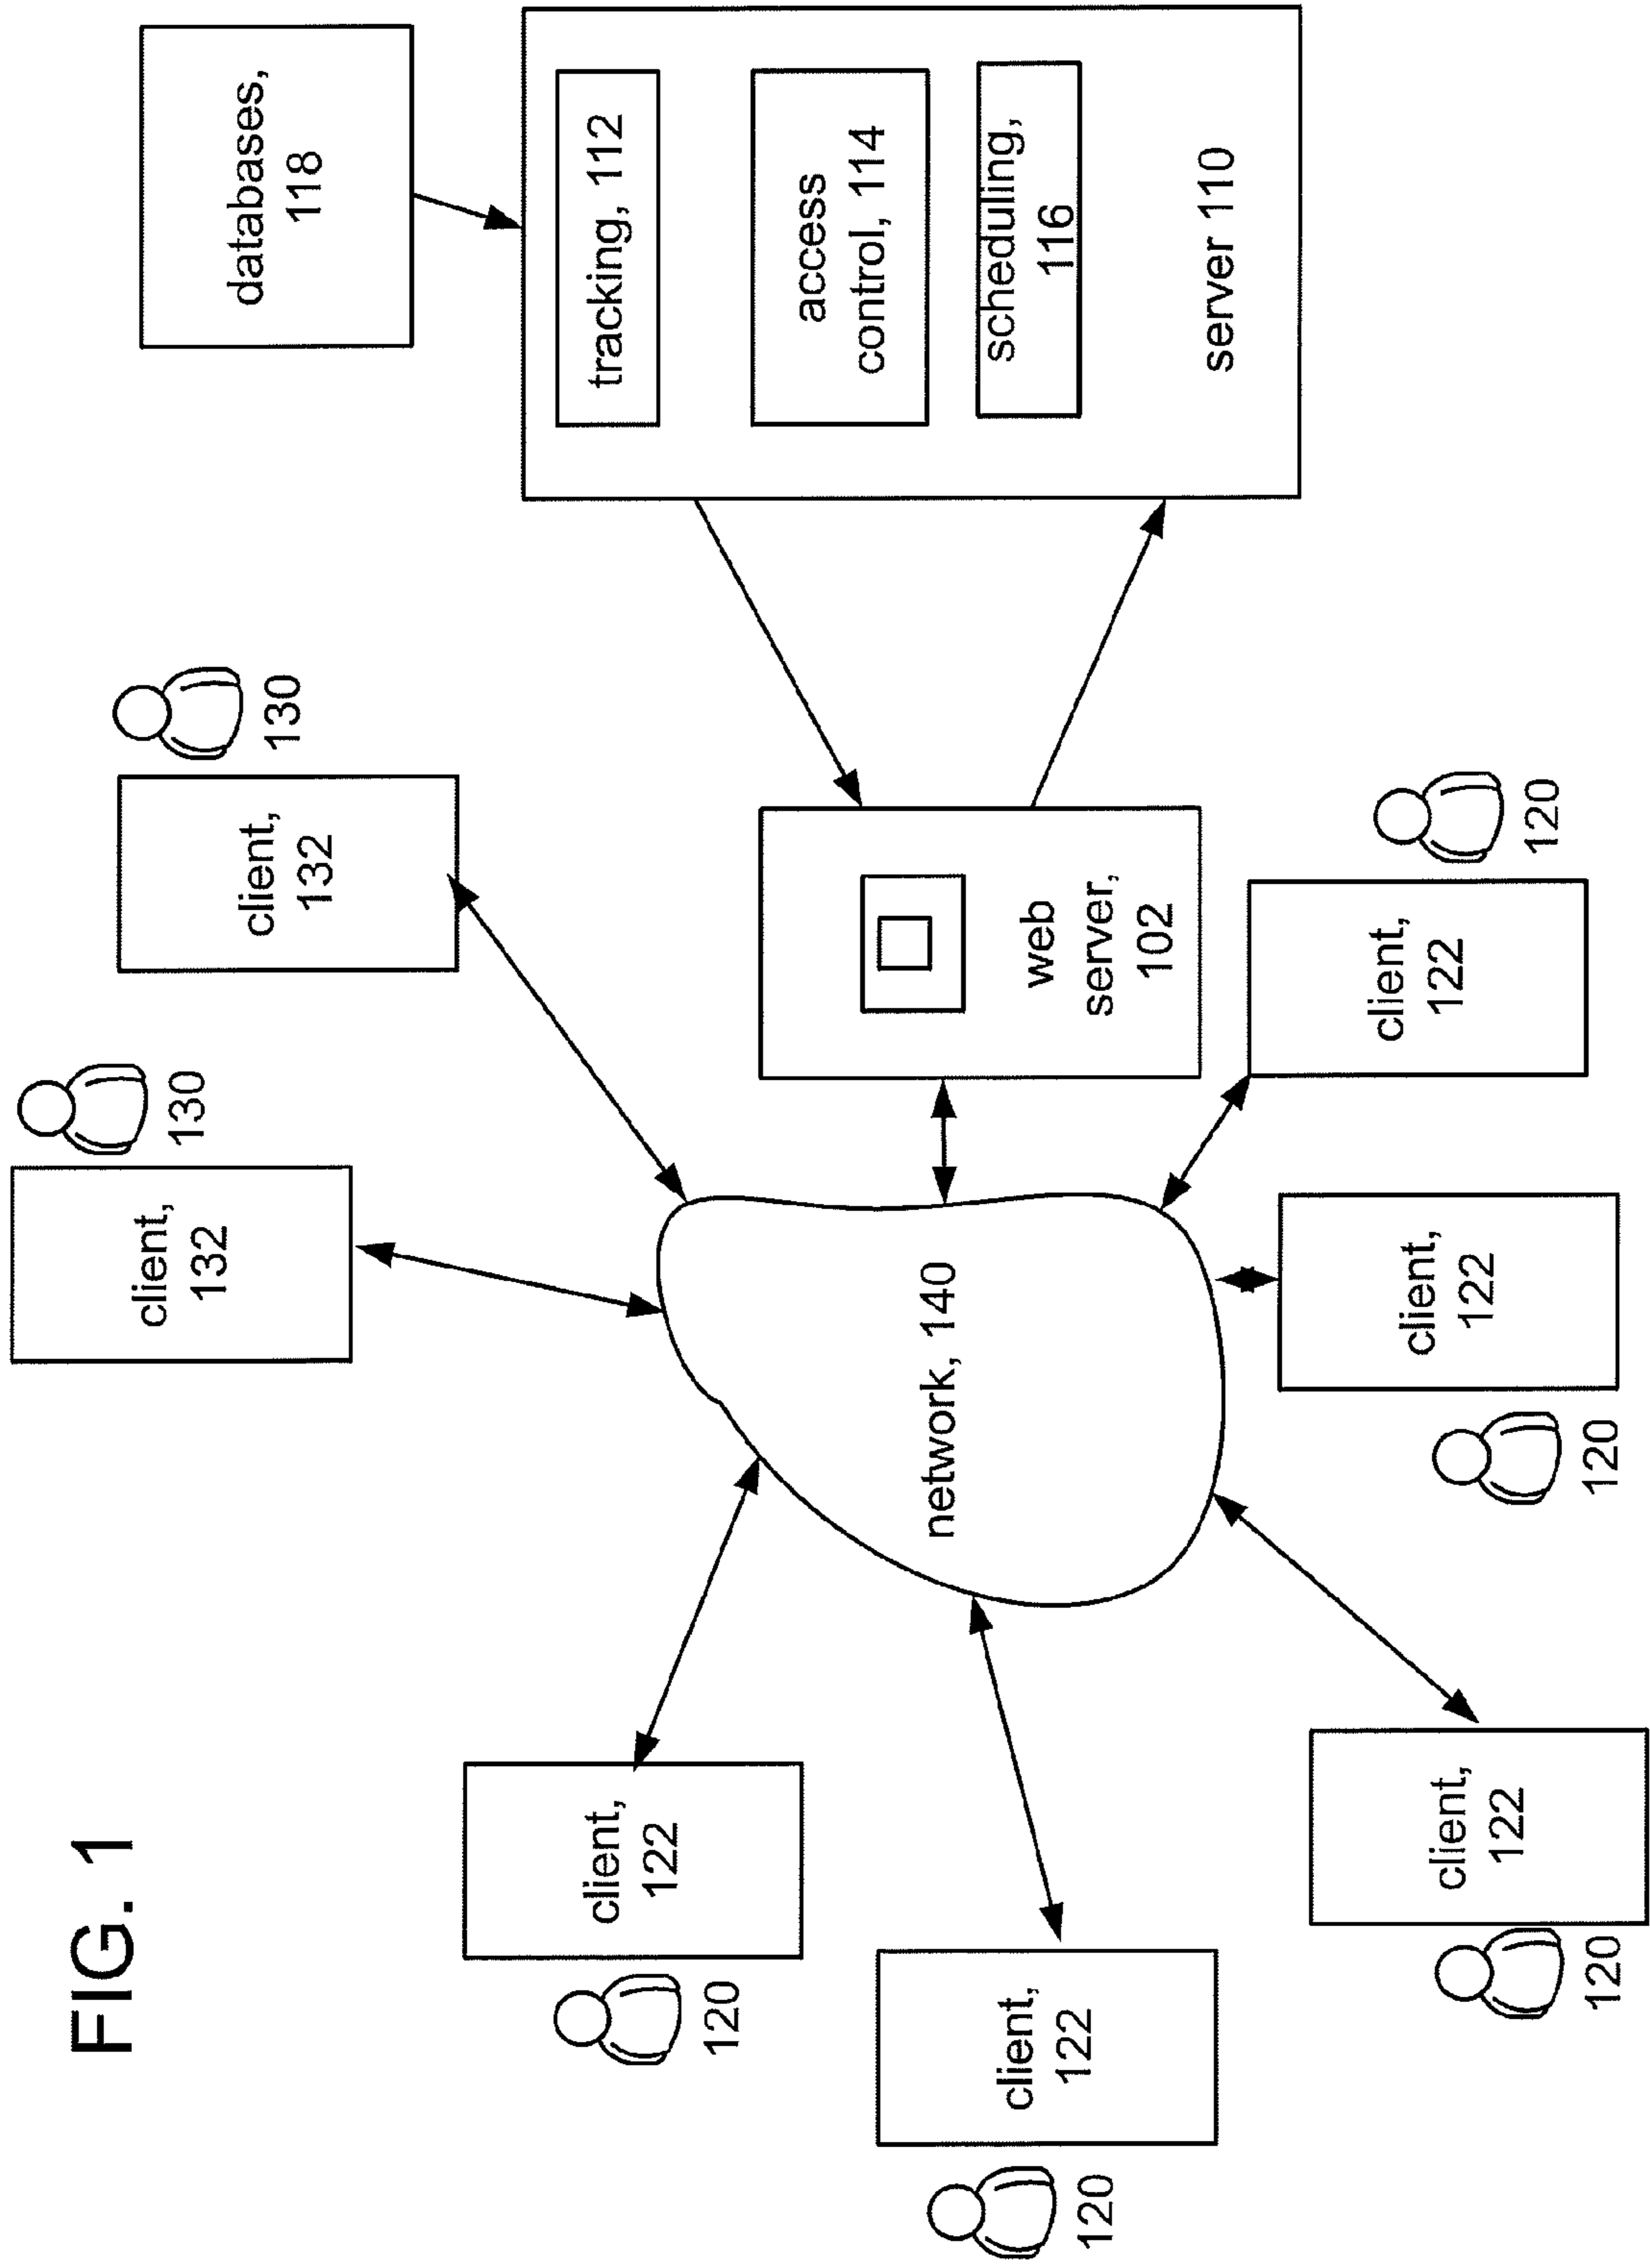 FIG. 1
client,
132
130
client,
132
130
databases,
118
tracking, 112
access
control, 114
scheduling,
116
server 110
client,
122
120
network, 140
web
server,
102
client,
122
120
client,
122
120
client,
122
120
client,
122
120